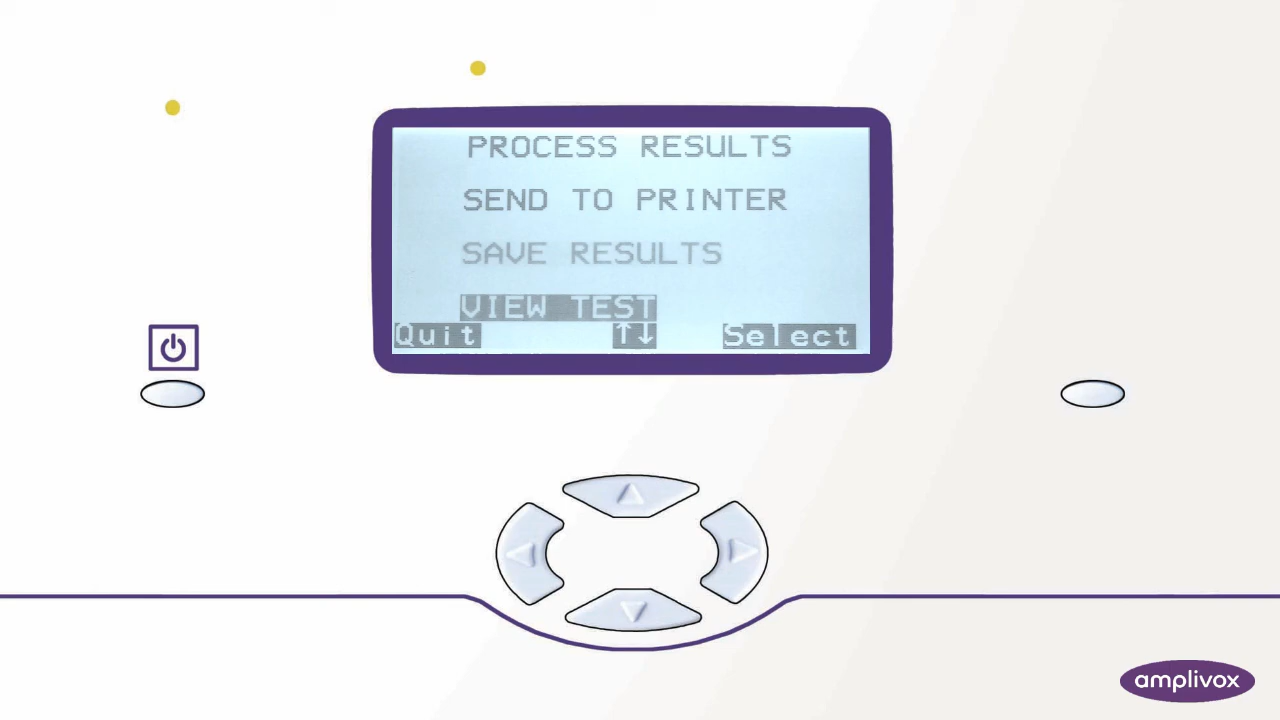 PROCESS RESULTS
SEND TO PRINTER
SAVE RESULTS
VIEW TEST
Quit ↑↓ Select
amplivox